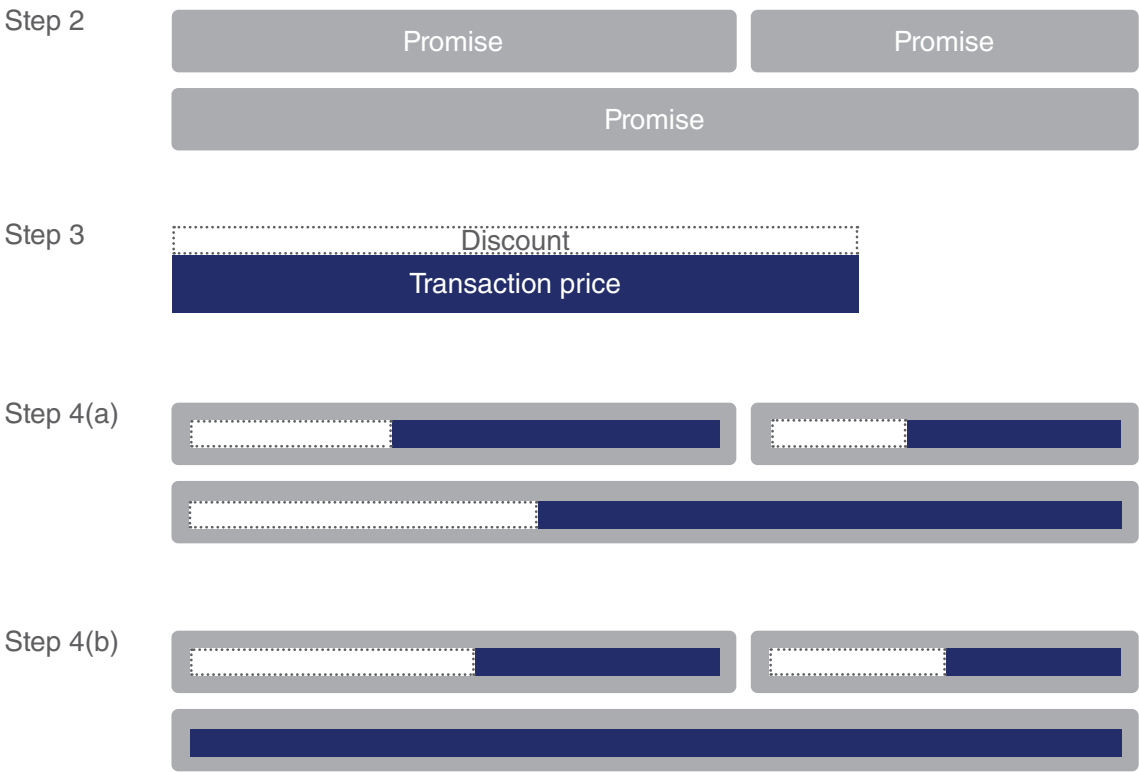 Step 2
Promise
Promise
Promise
Step 3
Discount
Transaction price
Step 4(a)
Step 4(b)